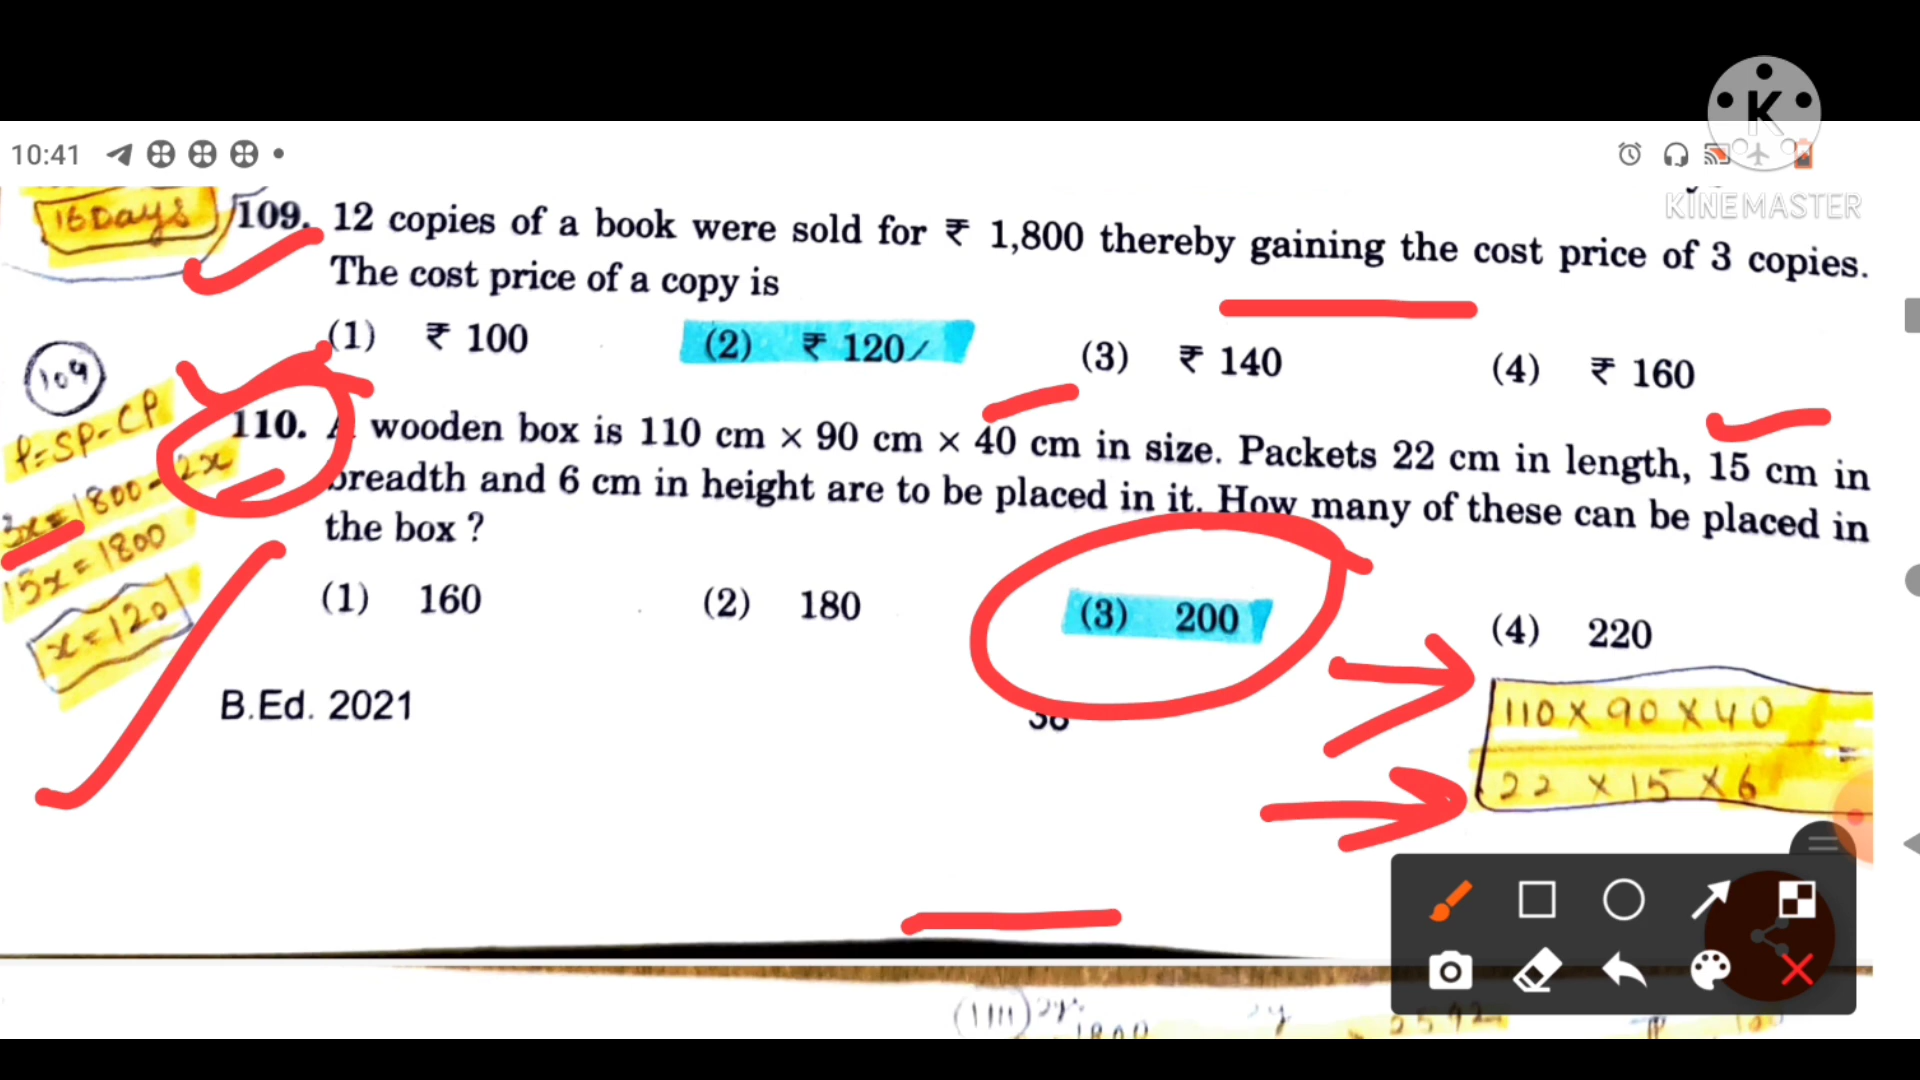 K
KINEMASTER
10:41
16 Days
109. 12 copies of a book were sold for ₹ 1,800 thereby gaining the cost price of 3 copies.
The cost price of a copy is
(1) ₹ 100 (2) ₹ 120 (3) ₹ 140 (4) ₹ 160
109
P=SP-CP
3x=1800-12x
15x=1800
x=120
110. A wooden box is 110 cm × 90 cm × 40 cm in size. Packets 22 cm in length, 15 cm in
breadth and 6 cm in height are to be placed in it. How many of these can be placed in
the box ?
(1) 160 (2) 180 (3) 200 (4) 220
110 x 90 x 40
22 x 15 x 6
B.Ed. 2021
(111)